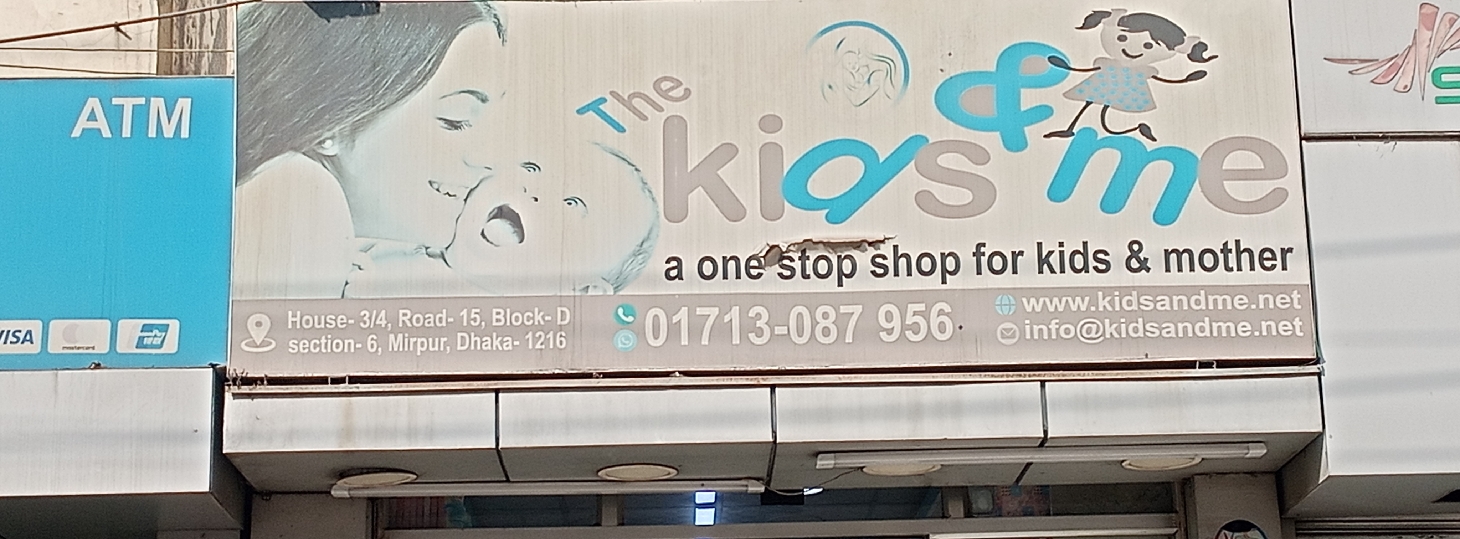 ATM
VISA
mastercard
The
kids & me
a one stop shop for kids & mother
House- 3/4, Road- 15, Block- D
section- 6, Mirpur, Dhaka- 1216
01713-087 956
www.kidsandme.net
info@kidsandme.net